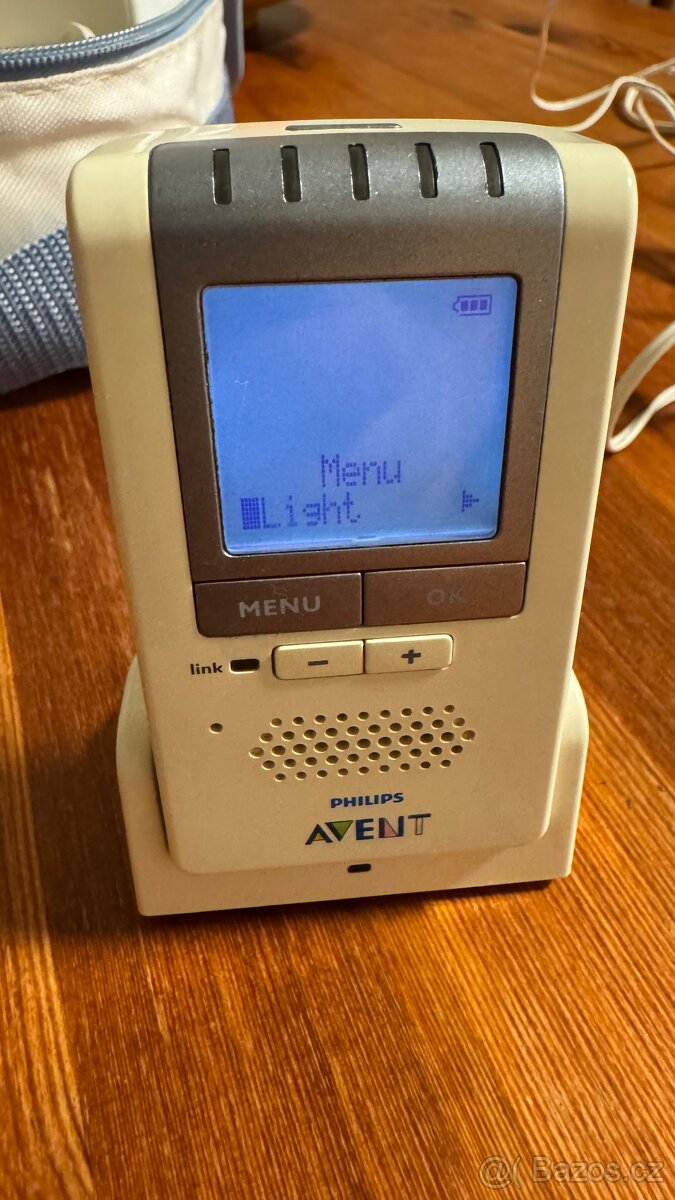 Menu
Light
MENU OK
link - +
PHILIPS
AVENT
@( Bazos.cz